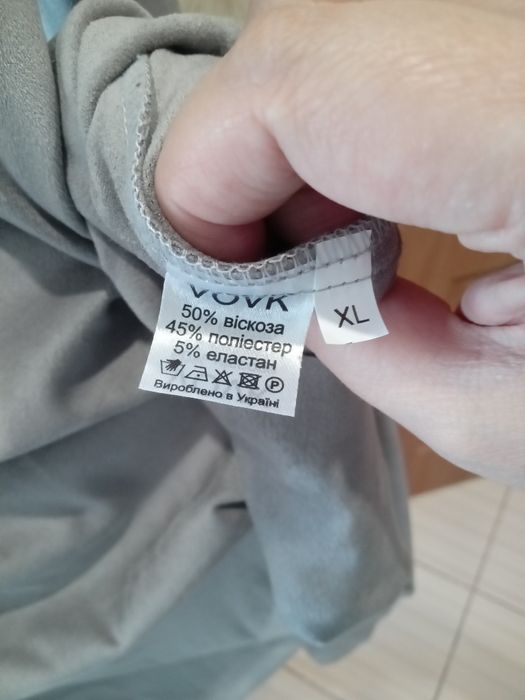 VOVK
50% віскоза
45% поліестер
5% еластан
P
Вироблено в Україні
XL